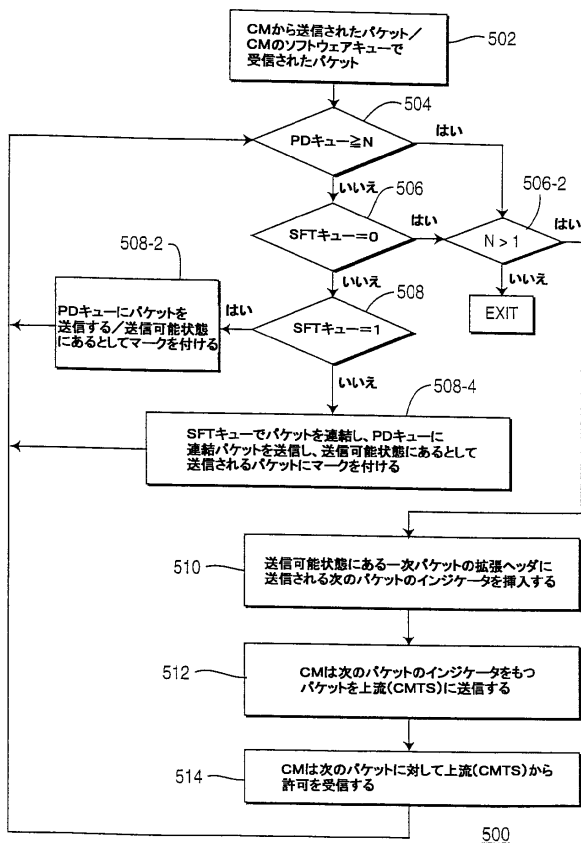 CMから送信されたパケット／
CMのソフトウェアキューで
受信されたパケット
502
504
PDキュー≧N
はい
いいえ
506
506-2
SFTキュー=0
はい
N > 1
はい
いいえ
いいえ
EXIT
508-2
508
PDキューにパケットを
送信する／送信可能状態
にあるとしてマークを付ける
はい
SFTキュー=1
いいえ
508-4
SFTキューでパケットを連結し、PDキューに
連結パケットを送信し、送信可能状態にあるとして
送信されるパケットにマークを付ける
510
送信可能状態にある一次パケットの拡張ヘッダに
送信される次のパケットのインジケータを挿入する
512
CMは次のパケットのインジケータをもつ
パケットを上流(CMTS)に送信する
514
CMは次のパケットに対して上流(CMTS)から
許可を受信する
500